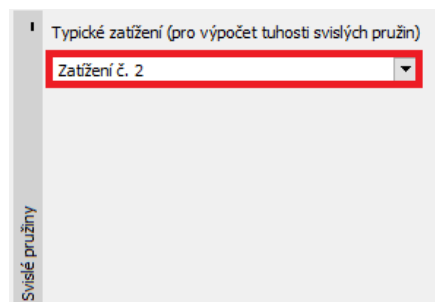 Typické zatížení (pro výpočet tuhosti svislých pružin)
Zatížení č. 2
Svislé pružiny